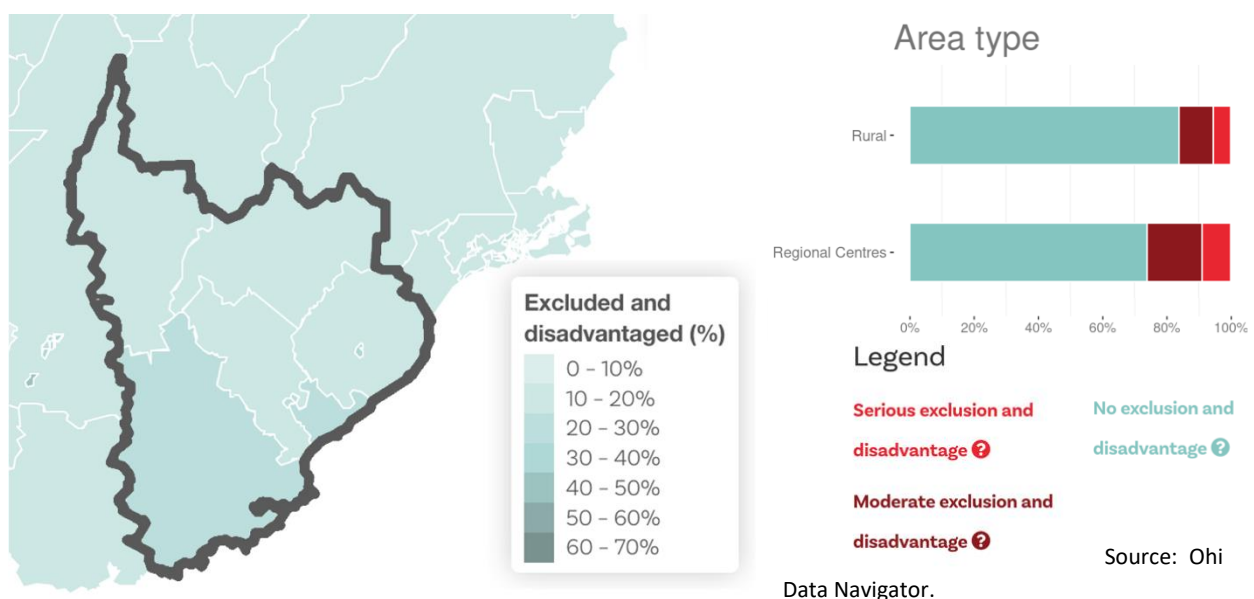 Excluded and
disadvantaged (%)
0 – 10%
10 – 20%
20 – 30%
30 – 40%
40 – 50%
50 – 60%
60 – 70%
Area type
Rural -
Regional Centres -
0% 20% 40% 60% 80% 100%
Legend
Serious exclusion and
disadvantage ?
No exclusion and
disadvantage ?
Moderate exclusion and
disadvantage ?
Source: Ohi
Data Navigator.